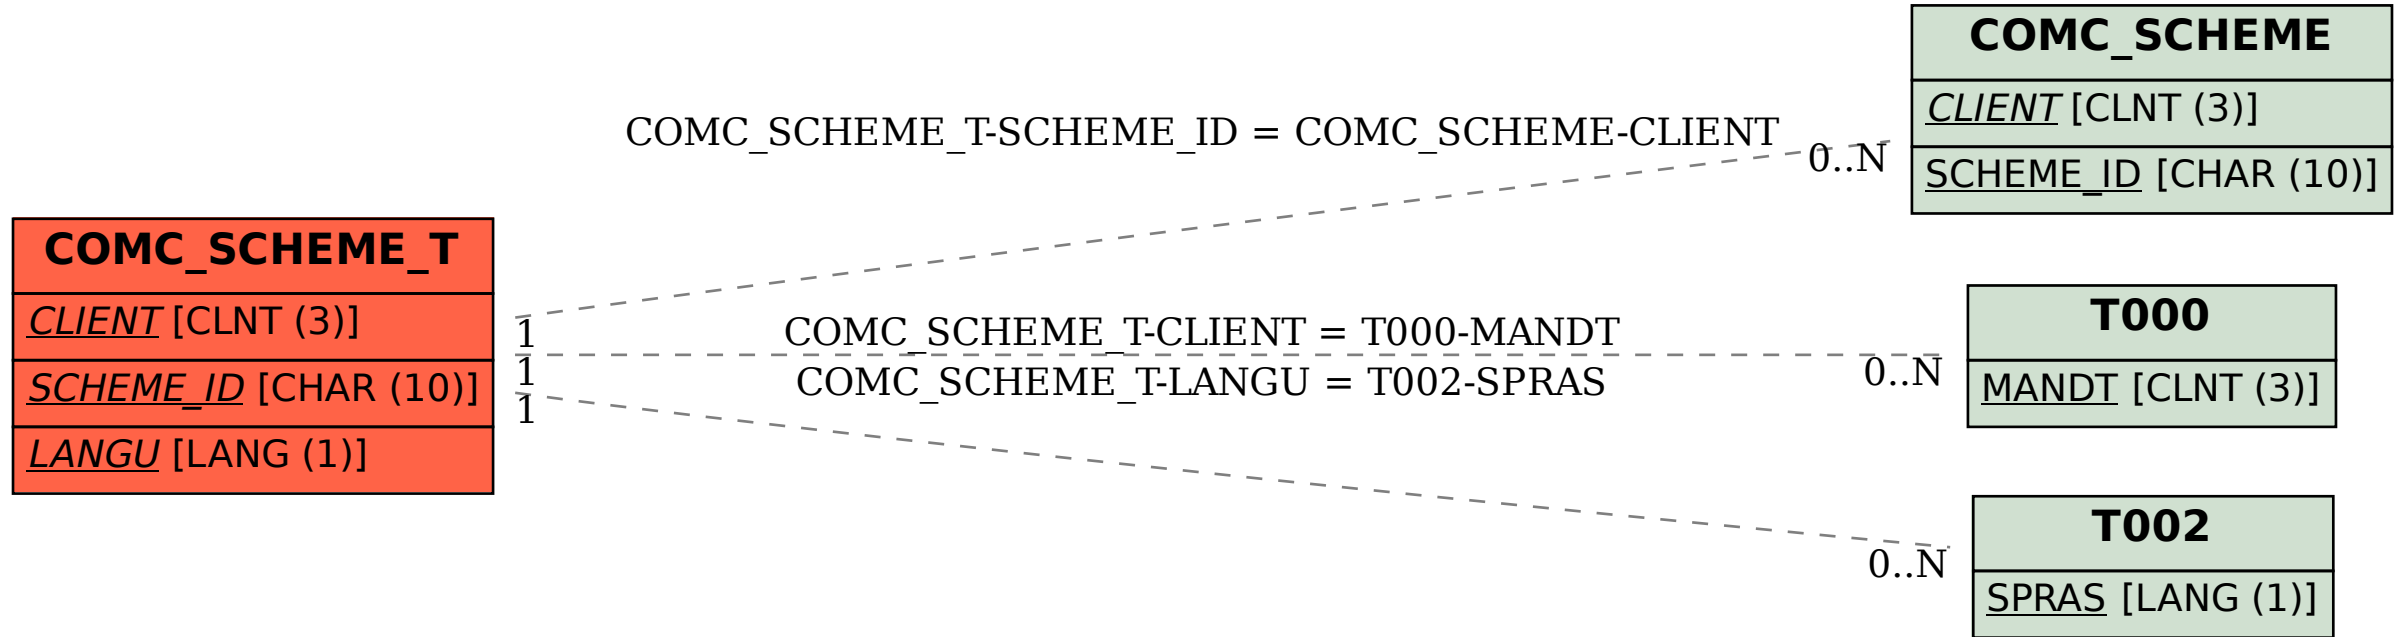 COMC_SCHEME
CLIENT [CLNT (3)]
SCHEME_ID [CHAR (10)]
COMC_SCHEME_T-SCHEME_ID = COMC_SCHEME-CLIENT
0..N
COMC_SCHEME_T
CLIENT [CLNT (3)]
SCHEME_ID [CHAR (10)]
LANGU [LANG (1)]
1
1
1
COMC_SCHEME_T-CLIENT = T000-MANDT
COMC_SCHEME_T-LANGU = T002-SPRAS
0..N
T000
MANDT [CLNT (3)]
0..N
T002
SPRAS [LANG (1)]